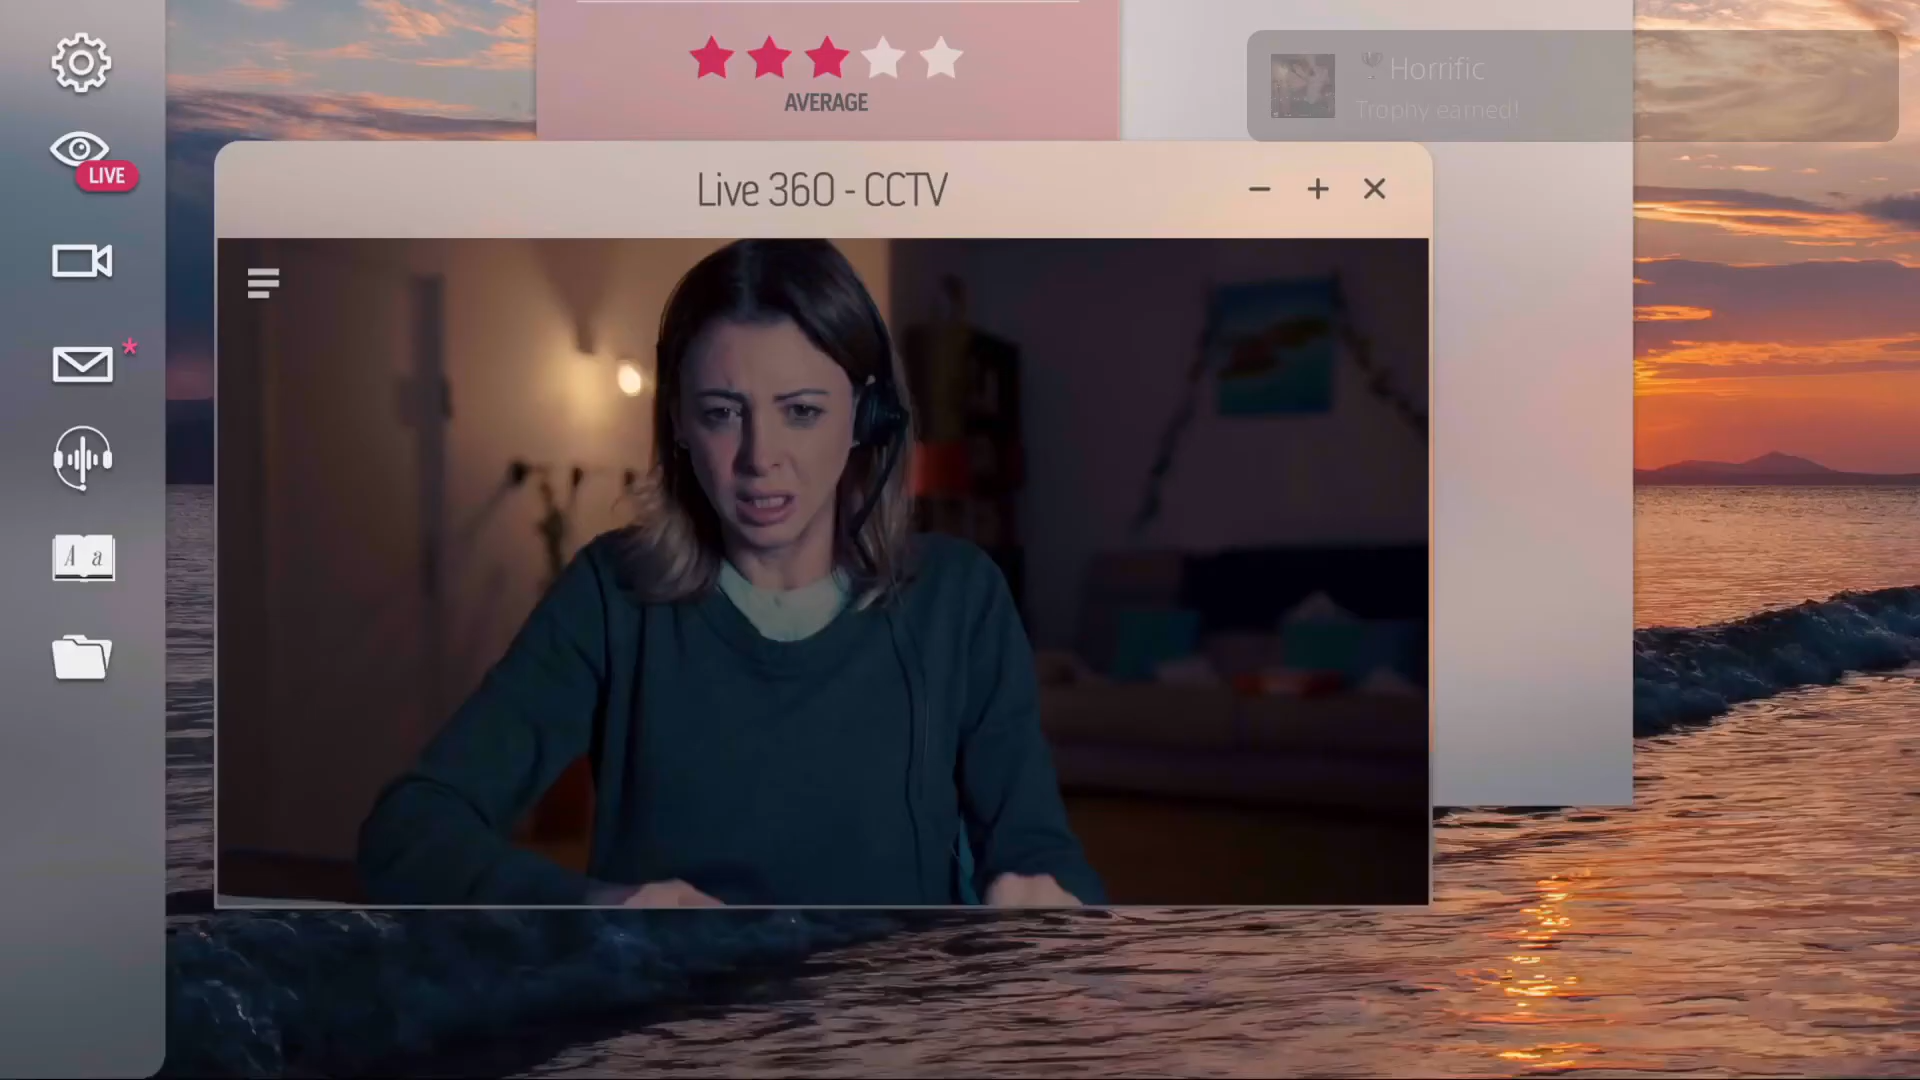 AVERAGE
Horrific
Trophy earned!
LIVE
Live 360 - CCTV
A a